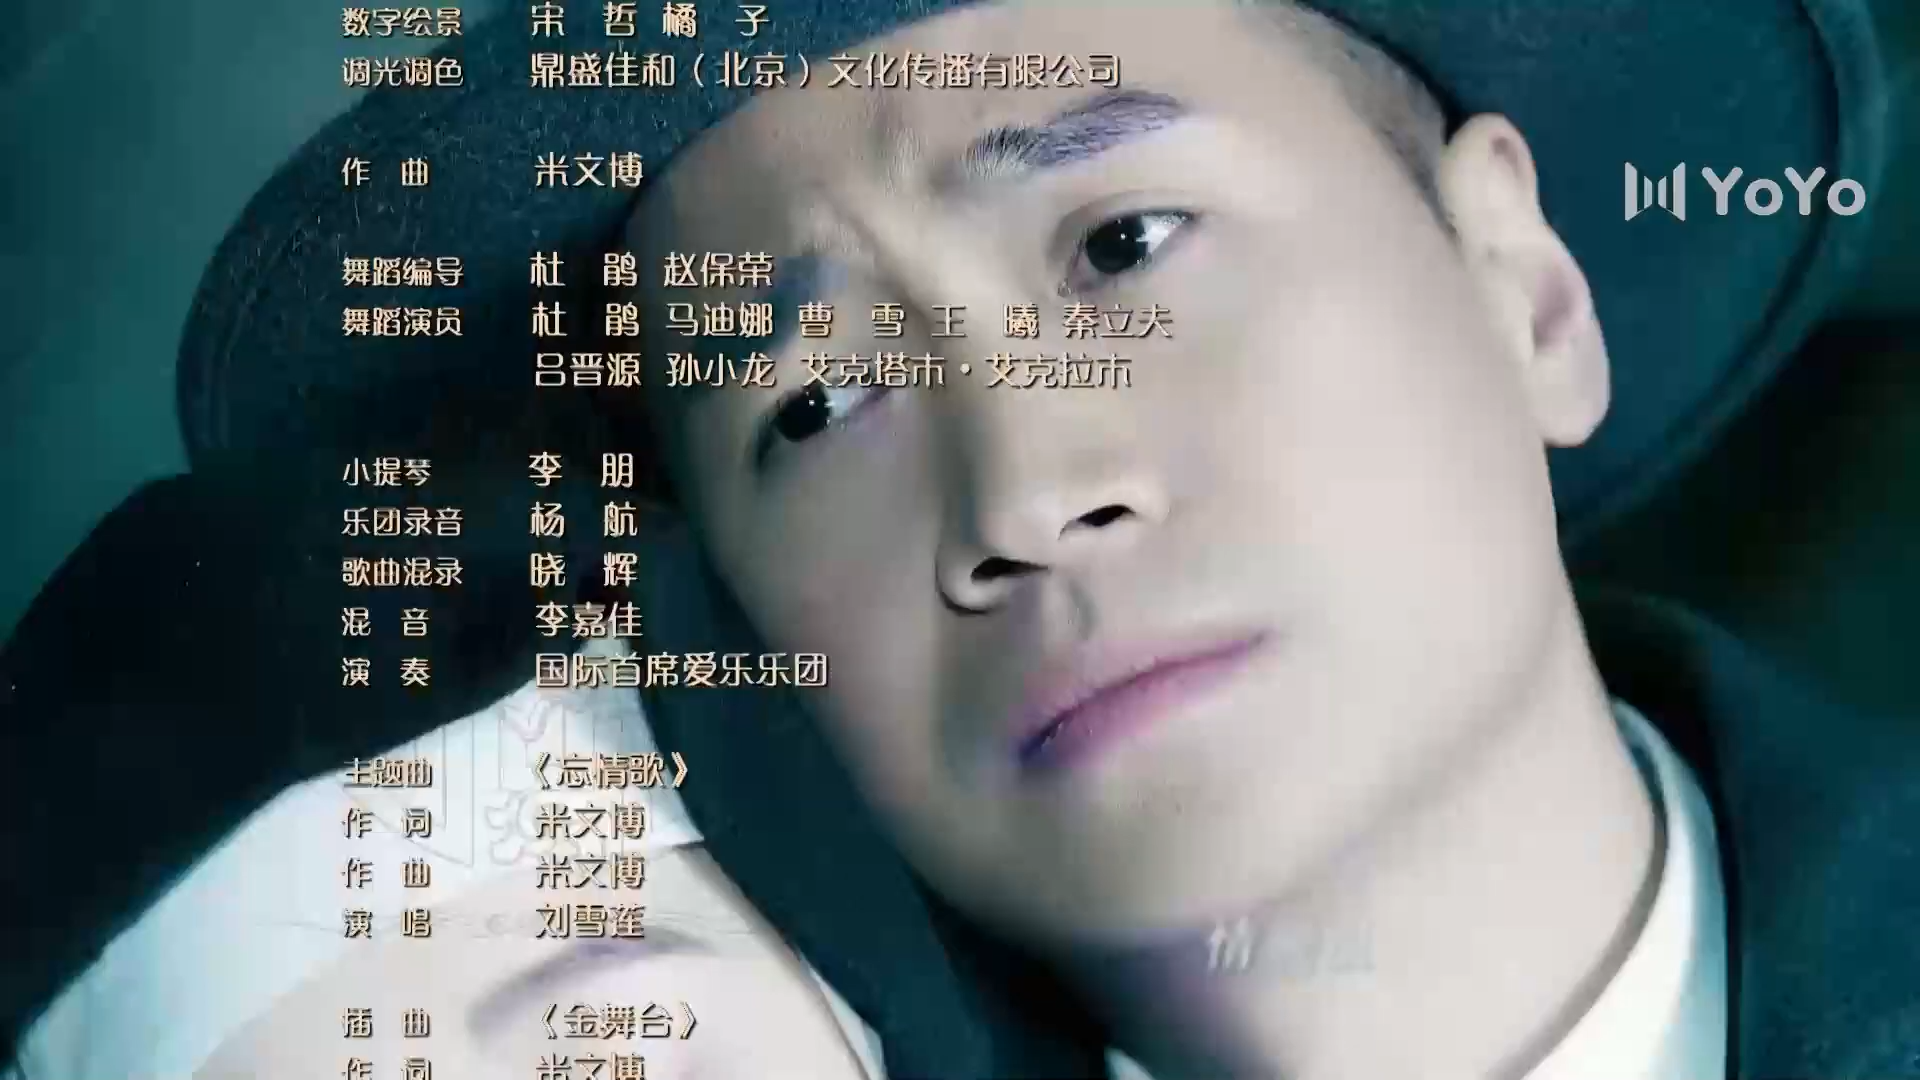 数字绘景 宋 哲 橘 子
调光调色 鼎盛佳和（北京）文化传播有限公司
作 曲 米文博
YoYo
舞蹈编导 杜 鹃 赵保荣
舞蹈演员 杜 鹃 马迪娜 曹 雪 王 曦 秦立夫
吕晋源 孙小龙 艾克塔木·艾克拉木
小提琴 李 朋
乐团录音 杨 航
歌曲混录 晓 辉
混 音 李嘉佳
演 奏 国际首席爱乐乐团
主题曲 《忘情歌》
作 词 米文博
作 曲 米文博
演 唱 刘雪莲
情
插 曲 《金舞台》
作 词 米文博